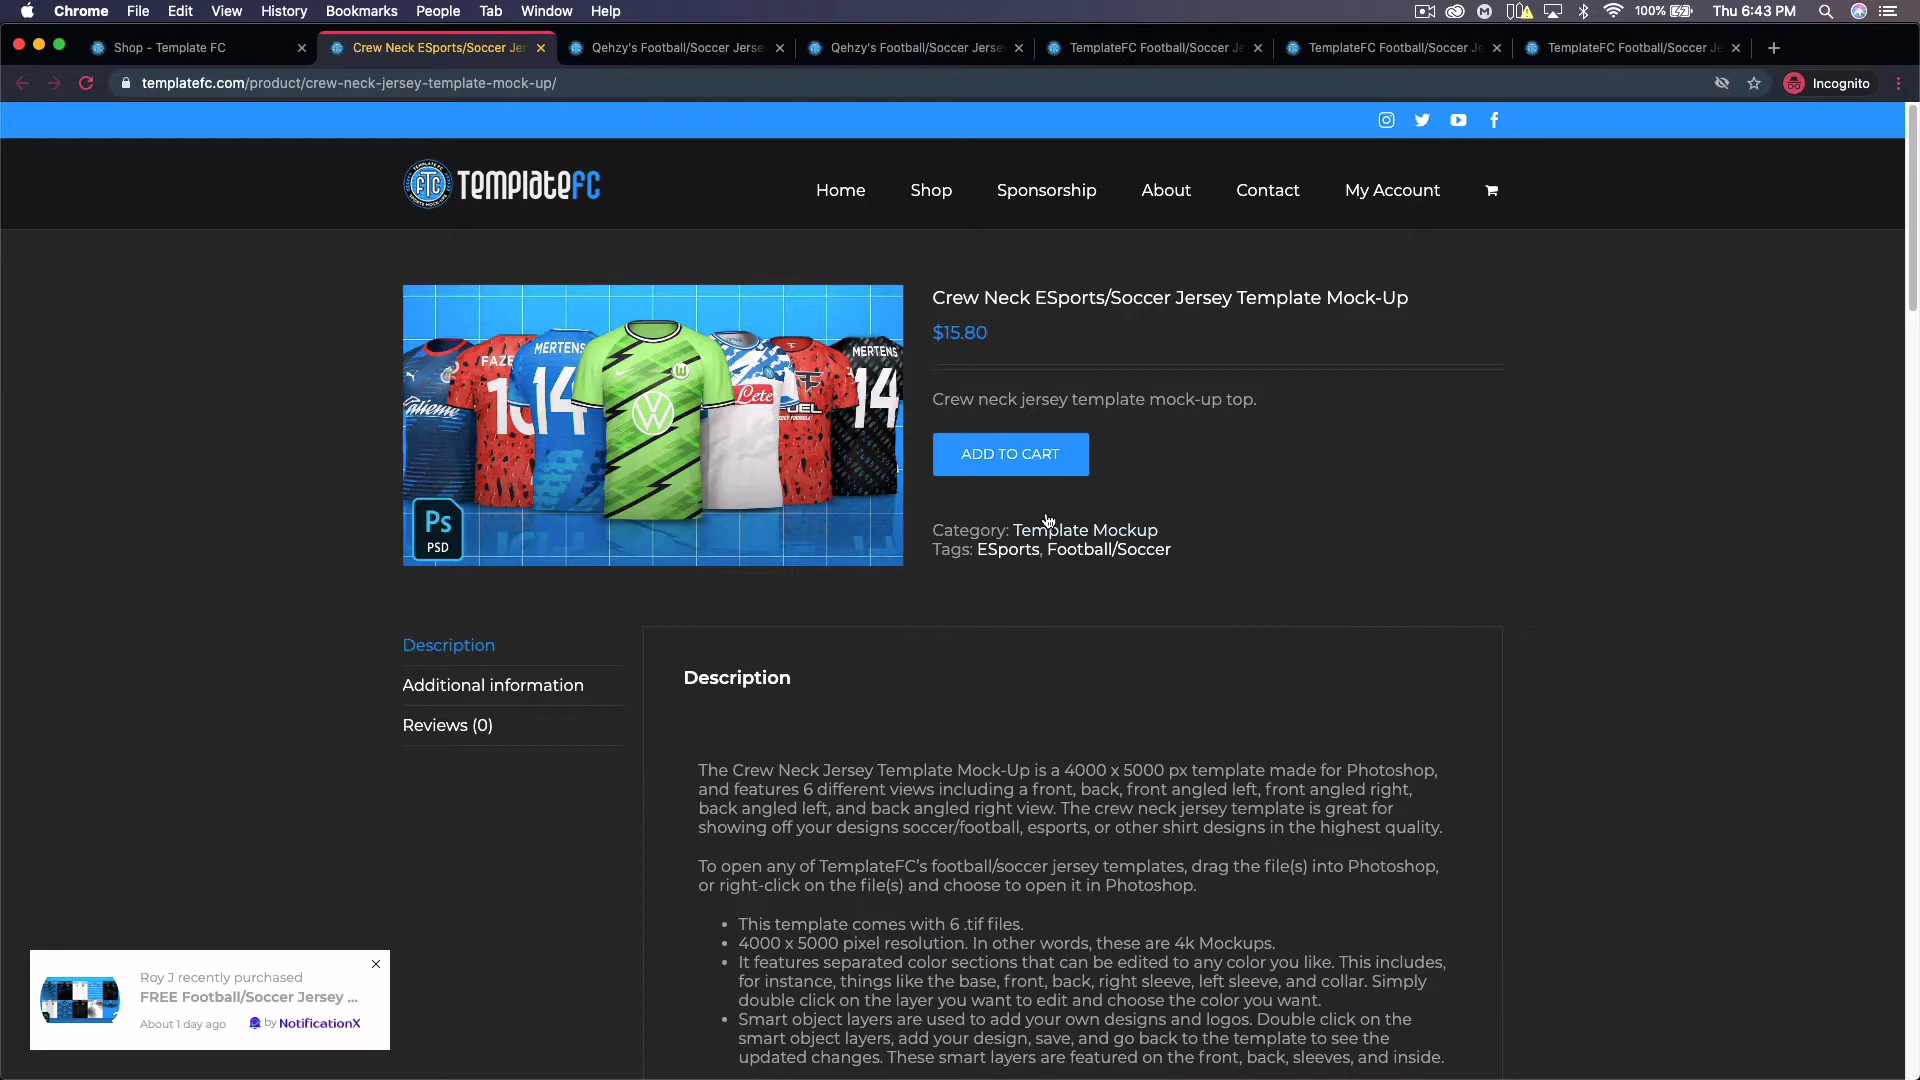 Chrome File Edit View History Bookmarks People Tab Window Help 100% Thu 6:43 PM
Shop - Template FC Crew Neck ESports/Soccer Jer Qehzy's Football/Soccer Jerse Qehzy's Football/Soccer Jerse TemplateFC Football/Soccer Je TemplateFC Football/Soccer Je TemplateFC Football/Soccer Je
templatefc.com/product/crew-neck-jersey-template-mock-up/ Incognito
TEMPLATEFC
Home Shop Sponsorship About Contact My Account
Crew Neck ESports/Soccer Jersey Template Mock-Up
$15.80
Crew neck jersey template mock-up top.
ADD TO CART
Category: Template Mockup
Tags: ESports, Football/Soccer
FAZE
MERTENS
14
MERTENS
14
Lete
Ps
PSD
Description
Additional information
Reviews (0)
Description
The Crew Neck Jersey Template Mock-Up is a 4000 x 5000 px template made for Photoshop,
and features 6 different views including a front, back, front angled left, front angled right,
back angled left, and back angled right view. The crew neck jersey template is great for
showing off your designs soccer/football, esports, or other shirt designs in the highest quality.
To open any of TemplateFC's football/soccer jersey templates, drag the file(s) into Photoshop,
or right-click on the file(s) and choose to open it in Photoshop.
• This template comes with 6 .tif files.
• 4000 x 5000 pixel resolution. In other words, these are 4k Mockups.
• It features separated color sections that can be edited to any color you like. This includes,
for instance, things like the base, front, back, right sleeve, left sleeve, and collar. Simply
double click on the layer you want to edit and choose the color you want.
• Smart object layers are used to add your own designs and logos. Double click on the
smart object layers, add your design, save, and go back to the template to see the
updated changes. These smart layers are featured on the front, back, sleeves, and inside.
Roy J recently purchased
FREE Football/Soccer Jersey ...
About 1 day ago by NotificationX